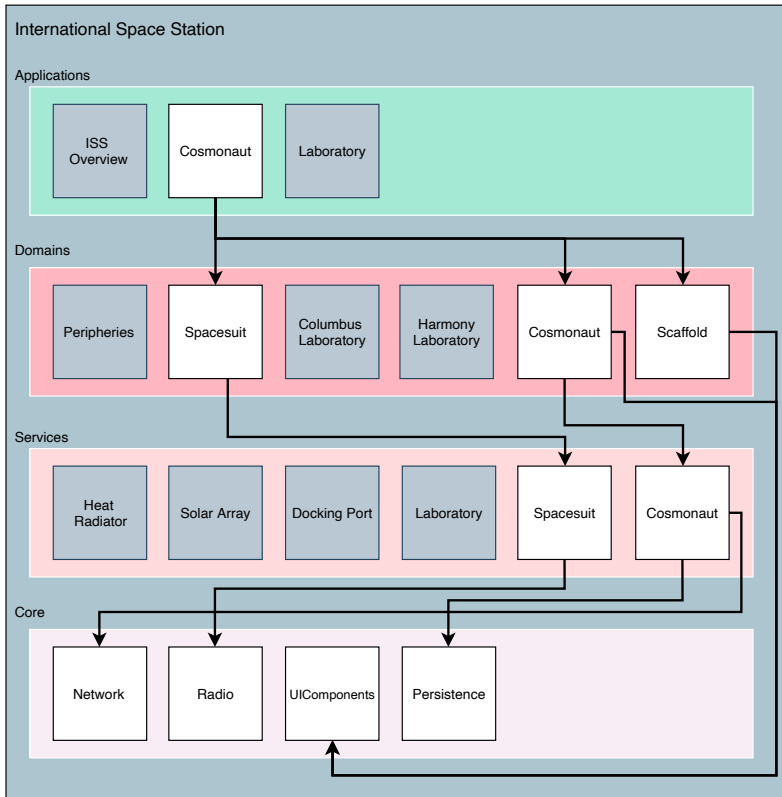 International Space Station
Applications
ISS
Overview
Cosmonaut
Laboratory
Domains
Peripheries
Spacesuit
Columbus
Laboratory
Harmony
Laboratory
Cosmonaut
Scaffold
Services
Heat
Radiator
Solar Array
Docking Port
Laboratory
Spacesuit
Cosmonaut
Core
Network
Radio
UIComponents
Persistence